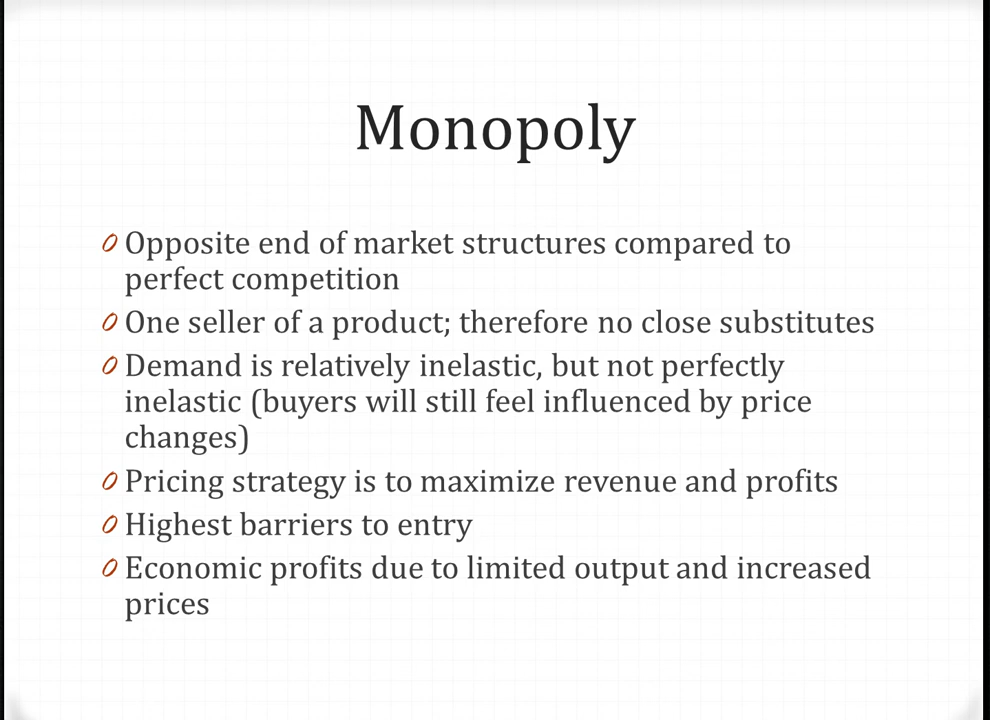 Monopoly
Opposite end of market structures compared to
perfect competition
One seller of a product; therefore no close substitutes
Demand is relatively inelastic, but not perfectly
inelastic (buyers will still feel influenced by price
changes)
Pricing strategy is to maximize revenue and profits
Highest barriers to entry
Economic profits due to limited output and increased
prices